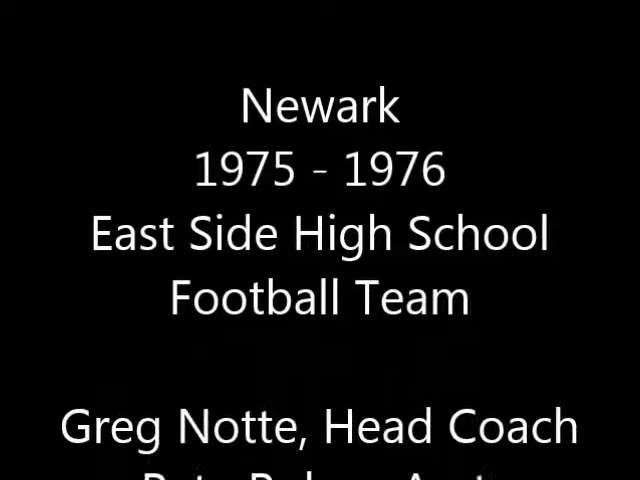 Newark
1975 - 1976
East Side High School
Football Team
Greg Notte, Head Coach